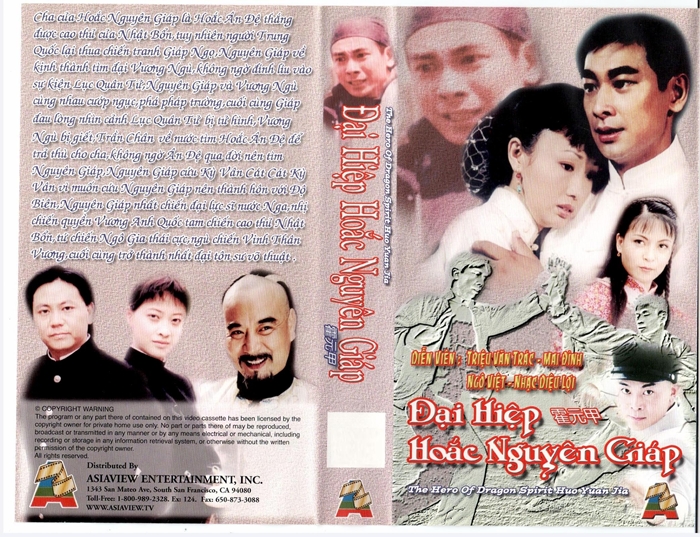 Cha của Hoắc Nguyên Giáp là Hoắc Ân Đệ thắng
được cao thủ của Nhật Bổn, tuy nhiên người Trung
Quốc lại thua chiến tranh Giáp Ngọ, Nguyên Giáp về
kinh thành tìm đại Vương Ngũ, không ngờ dính líu vào
sự kiện Lục Quân Tử, Nguyên Giáp và Vương Ngũ
cùng nhau cướp ngục, phá pháp trường, cuối cùng Giáp
đau lòng nhìn cảnh Lục Quân Tử bị tử hình, Vương
Ngũ bị giết, Trần Chân về nước tìm Hoắc Ân Đệ để
trả thù cho cha, không ngờ Ân Đệ qua đời nên tìm
Nguyên Giáp, Nguyên Giáp cứu Kỳ Vân Cát Cát, Kỳ
Vân vì muốn cứu Nguyên Giáp nên thành hôn với Độ
Biên, Nguyên Giáp nhất chiến đại lực sĩ nước Nga, nhị
chiến quyền Vương Anh Quốc, tam chiến cao thủ Nhật
Bổn, tứ chiến Ngô Gia thái cực, ngũ chiến Vịnh Thân
Vương, cuối cùng trở thành nhất đại tôn sư võ thuật .
© COPYRIGHT WARNING
The program or any part there of contained on this video cassette has been licensed by the
copyright owner for private home use only. No part or parts there of may be reproduced,
broadcast or transmitted in any manner or by any means electrical or mechanical, including
recording or storage in any information retrieval system, or otherwise without the written
permission of the copyright owner.
All rights reserved.
Distributed By
ASIAVIEW ENTERTAINMENT, INC.
1343 San Mateo Ave, South San Francisco, CA 94080
Toll-Free: 1-800-989-2328. Ex: 124. Fax: 650-873-3088
WWW.ASIAVIEW.TV
The Hero Of Dragon Spirit Huo Yuan Jia
Đại Hiệp Hoắc Nguyên Giáp
霍元甲
DIỄN VIÊN : TRIỆU VĂN TRÁC - MAI ĐÌNH
NGÔ VIỆT - NHẠC DIỆU LỢI
Đại Hiệp 霍元甲
Hoắc Nguyên Giáp
The Hero Of Dragon Spirit Huo Yuan Jia